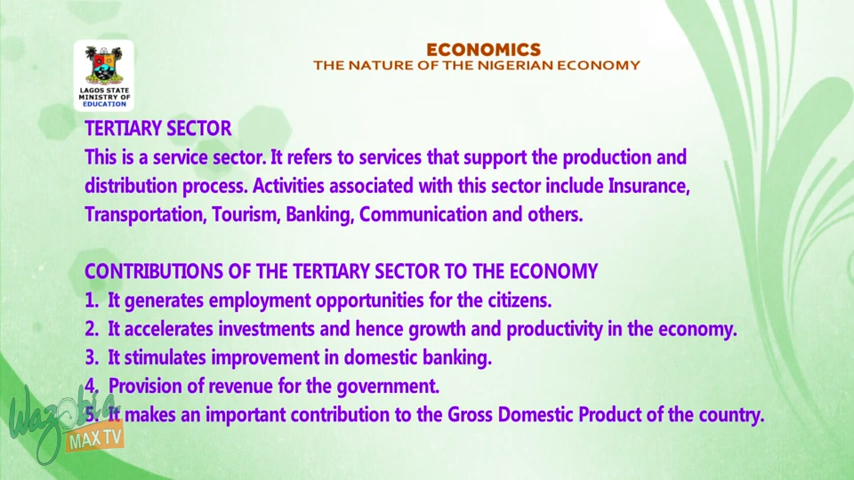 ECONOMICS
THE NATURE OF THE NIGERIAN ECONOMY
LAGOS STATE
MINISTRY OF
EDUCATION
TERTIARY SECTOR
This is a service sector. It refers to services that support the production and
distribution process. Activities associated with this sector include Insurance,
Transportation, Tourism, Banking, Communication and others.
CONTRIBUTIONS OF THE TERTIARY SECTOR TO THE ECONOMY
1. It generates employment opportunities for the citizens.
2. It accelerates investments and hence growth and productivity in the economy.
3. It stimulates improvement in domestic banking.
4. Provision of revenue for the government.
5. It makes an important contribution to the Gross Domestic Product of the country.
Wazobia
MAX TV